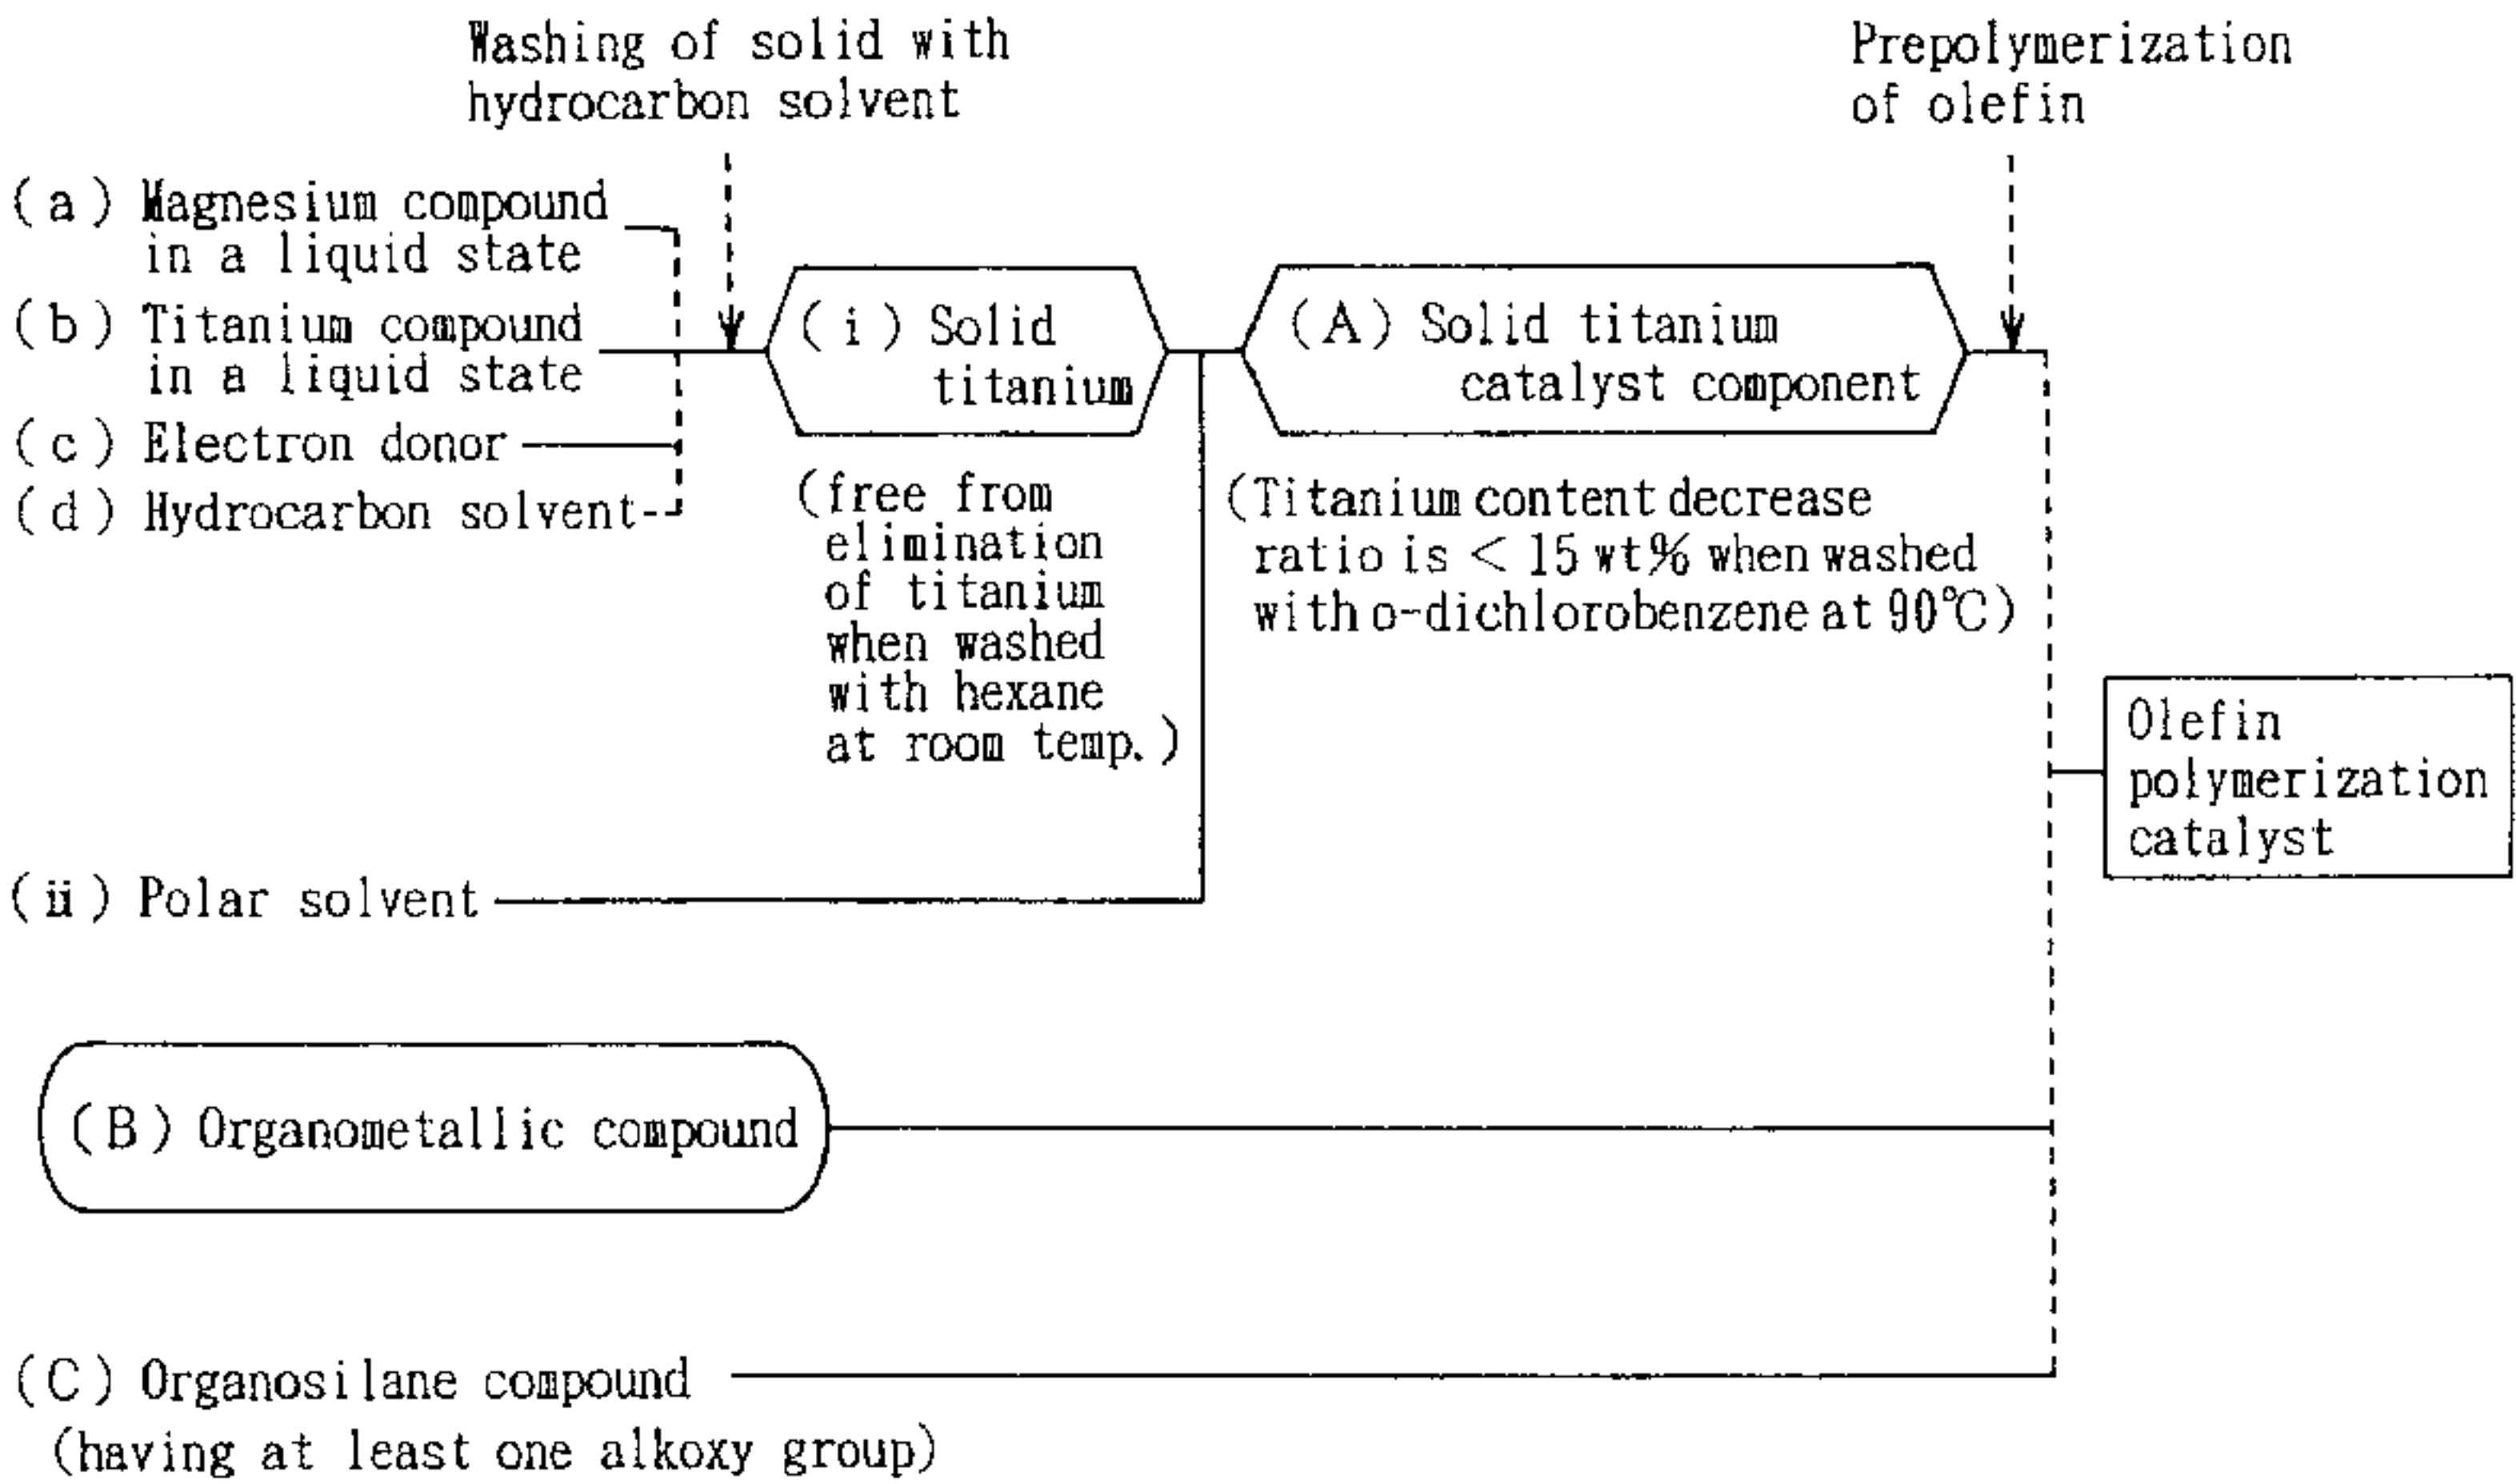 Washing of solid with
hydrocarbon solvent
Prepolymerization
of olefin
(a) Magnesium compound
in a liquid state
(b) Titanium compound
in a liquid state
(c) Electron donor
(d) Hydrocarbon solvent
(i) Solid
titanium
(free from
elimination
of titanium
when washed
with hexane
at room temp.)
(A) Solid titanium
catalyst component
(Titanium content decrease
ratio is < 15 wt% when washed
with o-dichlorobenzene at 90℃)
Olefin
polymerization
catalyst
(ii) Polar solvent
(B) Organometallic compound
(C) Organosilane compound
(having at least one alkoxy group)